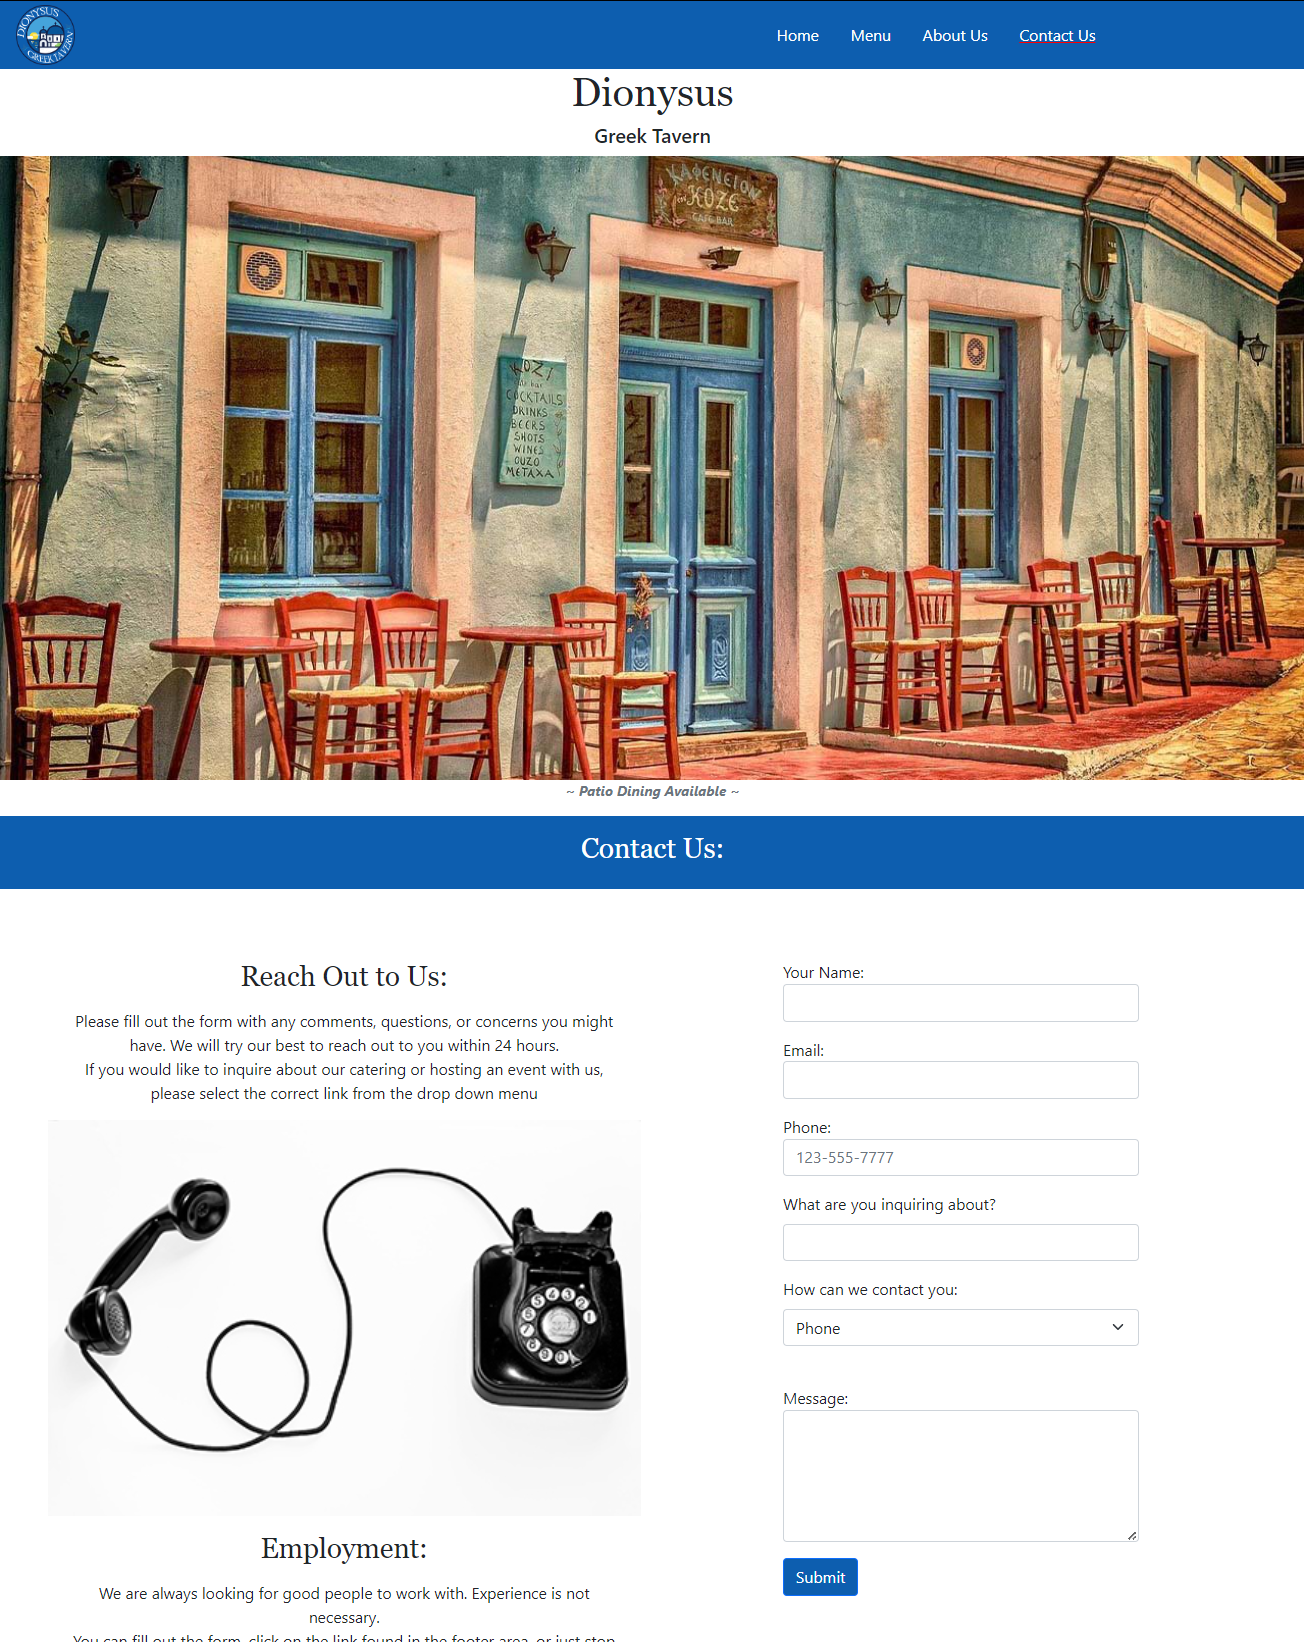 DIONYSUS
GREEK TAVERN
Home
Menu
About Us
Contact Us
Dionysus
Greek Tavern
ΚΑΦΕΝΕΙΟΝ
ΚΟΖΕ
CAFE BAR
KOZI
COCKTAILS
DRINKS
BEERS
SHOTS
WINES
OUZO
METAXA
~ Patio Dining Available ~
Contact Us:
Reach Out to Us:
Please fill out the form with any comments, questions, or concerns you might
have. We will try our best to reach out to you within 24 hours.
If you would like to inquire about our catering or hosting an event with us,
please select the correct link from the drop down menu
Employment:
We are always looking for good people to work with. Experience is not
necessary.
You can fill out the form, click on the link found in the footer area, or just stop
Your Name:
Email:
Phone:
123-555-7777
What are you inquiring about?
How can we contact you:
Phone
Message:
Submit